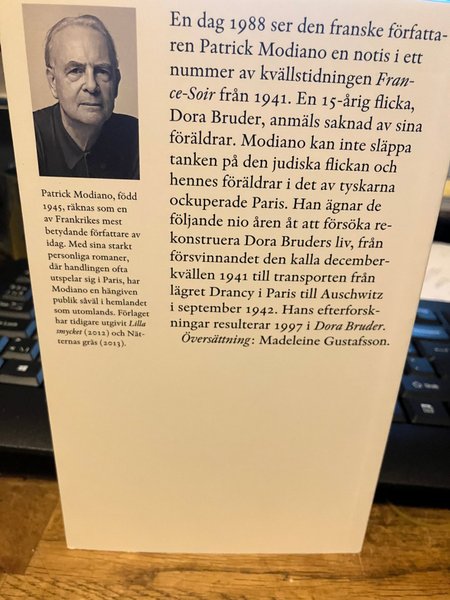 En dag 1988 ser den franske författa-
ren Patrick Modiano en notis i ett
nummer av kvällstidningen Fran-
ce-Soir från 1941. En 15-årig flicka,
Dora Bruder, anmäls saknad av sina
föräldrar. Modiano kan inte släppa
tanken på den judiska flickan och
hennes föräldrar i det av tyskarna
ockuperade Paris. Han ägnar de
följande nio åren åt att försöka re-
konstruera Dora Bruders liv, från
försvinnandet den kalla december-
kvällen 1941 till transporten från
lägret Drancy i Paris till Auschwitz
i september 1942. Hans efterforsk-
ningar resulterar 1997 i Dora Bruder.
Översättning: Madeleine Gustafsson.
Patrick Modiano, född
1945, räknas som en
av Frankrikes mest
betydande författare av
idag. Med sina starkt
personliga romaner,
där handlingen ofta
utspelar sig i Paris, har
Modiano en hängiven
publik såväl i hemlandet
som utomlands. Förlaget
har tidigare utgivit Lilla
smycket (2012) och Nät-
ternas gräs (2013).